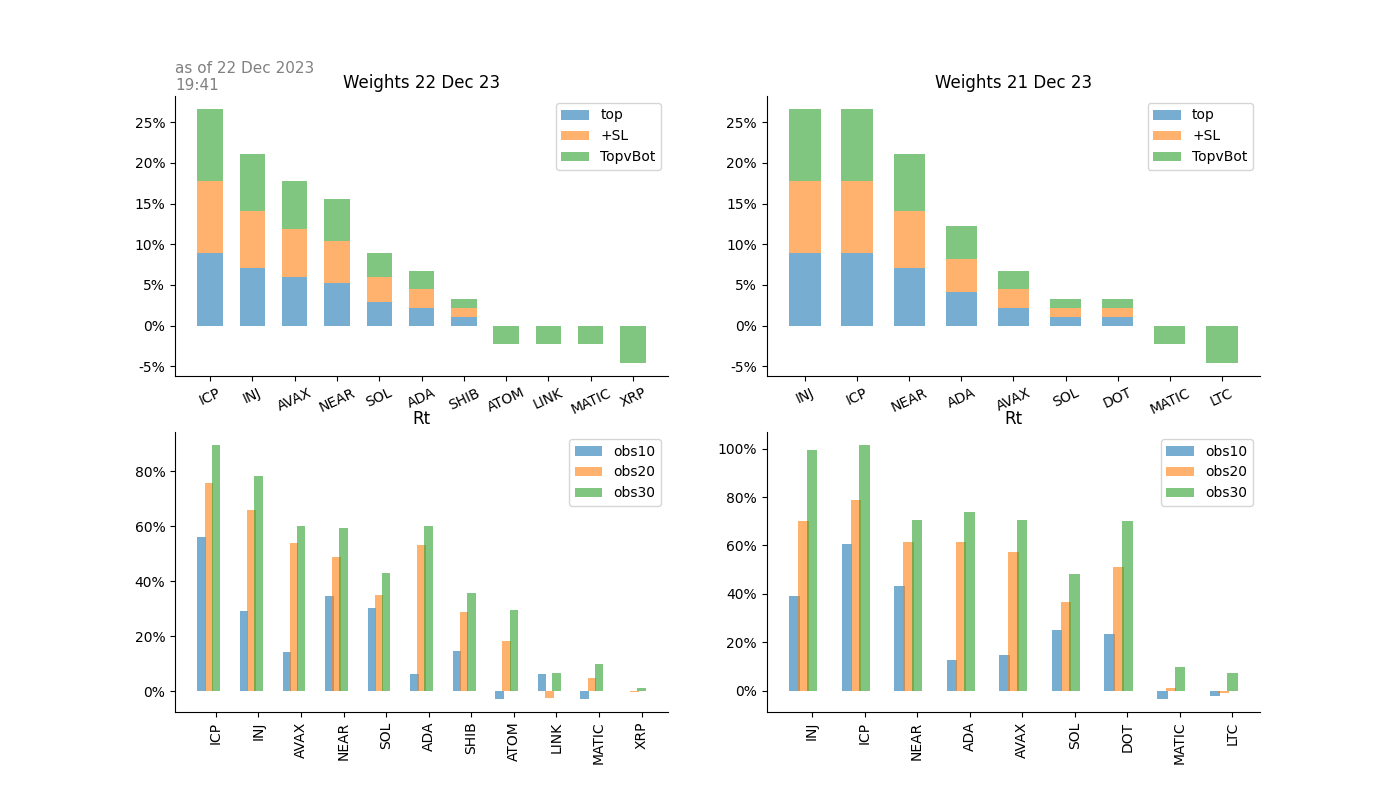 as of 22 Dec 2023
19:41
Weights 22 Dec 23
25%
20%
15%
10%
5%
0%
-5%
top
+SL
TopvBot
ICP INJ AVAX NEAR SOL ADA SHIB ATOM LINK MATIC XRP
Weights 21 Dec 23
25%
20%
15%
10%
5%
0%
-5%
top
+SL
TopvBot
INJ ICP NEAR ADA AVAX SOL DOT MATIC LTC
Rt
80%
60%
40%
20%
0%
obs10
obs20
obs30
ICP INJ AVAX NEAR SOL ADA SHIB ATOM LINK MATIC XRP
Rt
100%
80%
60%
40%
20%
0%
obs10
obs20
obs30
INJ ICP NEAR ADA AVAX SOL DOT MATIC LTC